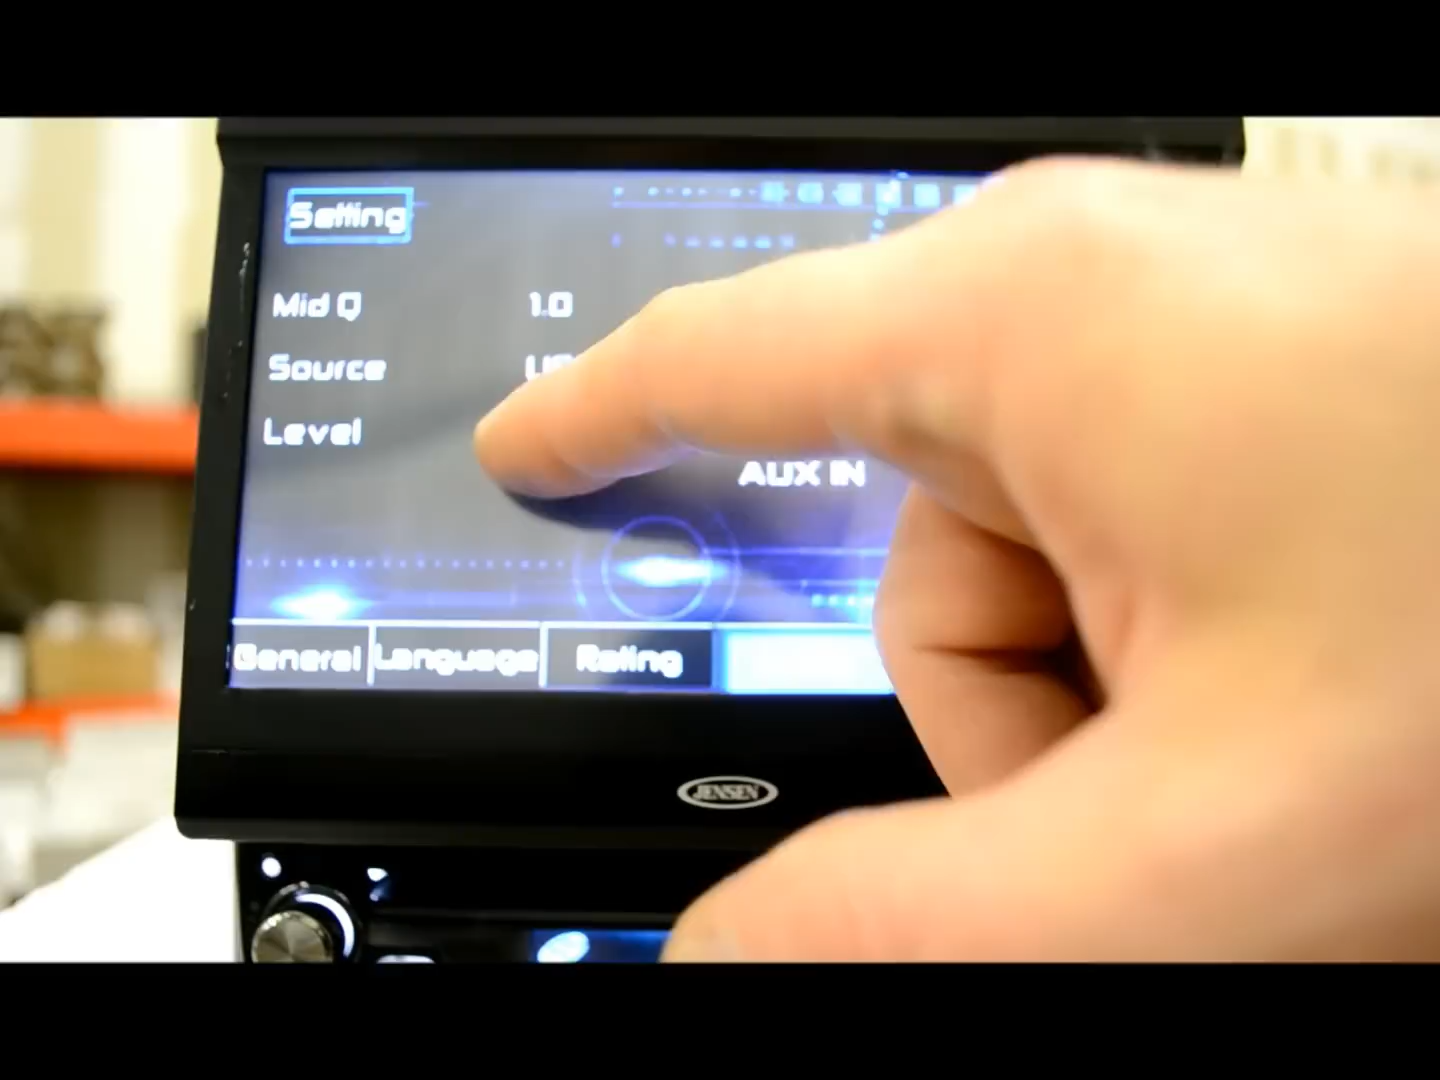 Setting
Mid Q 1.0
Source
Level
AUX IN
General Language Rating
JENSEN